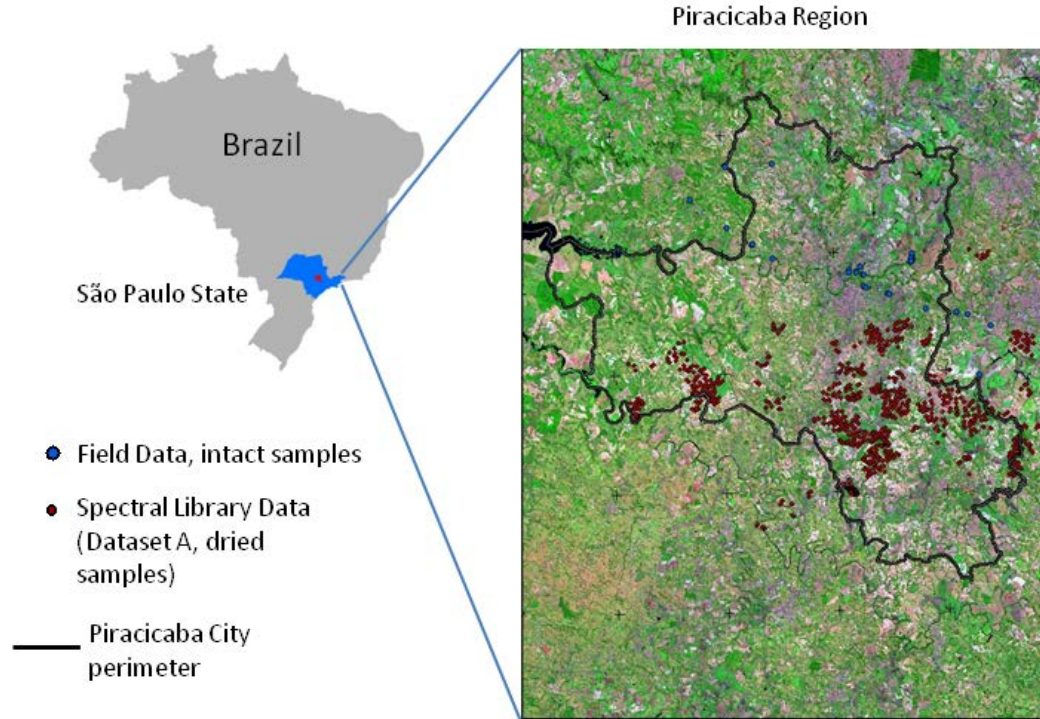 Piracicaba Region
Brazil
São Paulo State
Field Data, intact samples
Spectral Library Data
(Dataset A, dried
samples)
Piracicaba City
perimeter